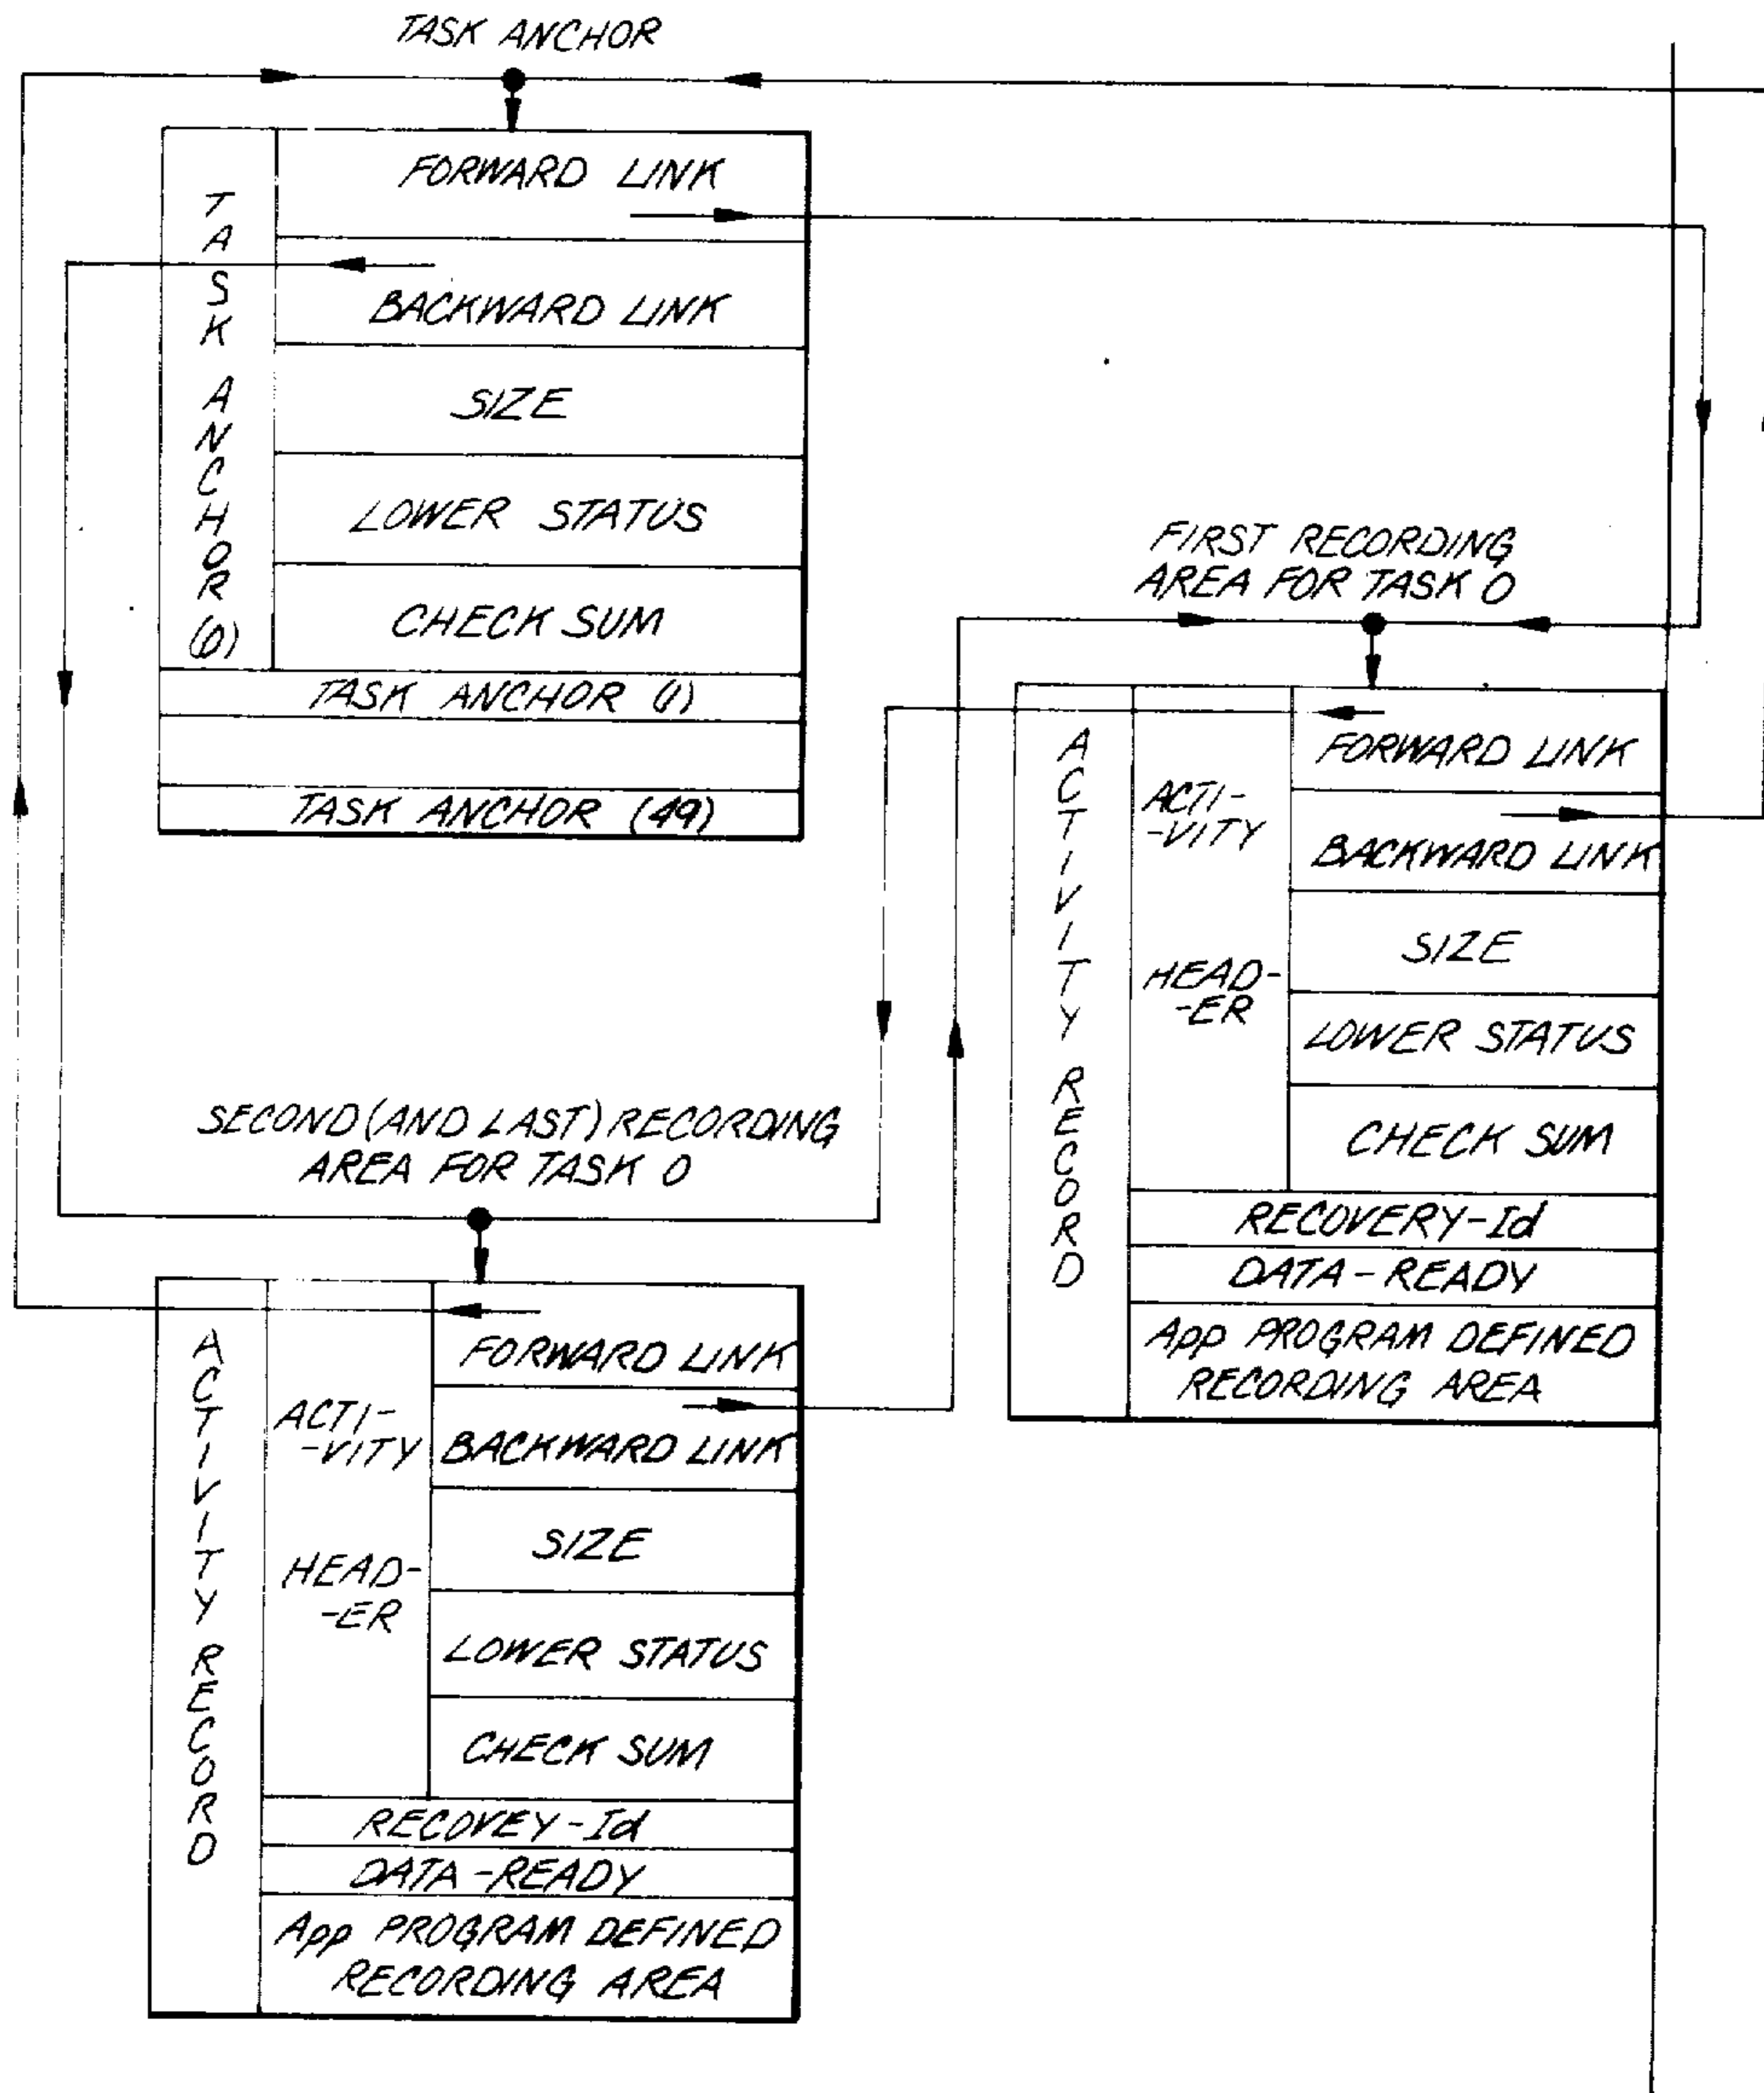 TASK ANCHOR
TASK ANCHOR (0)
FORWARD LINK
BACKWARD LINK
SIZE
LOWER STATUS
CHECK SUM
TASK ANCHOR (1)
TASK ANCHOR (49)
FIRST RECORDING
AREA FOR TASK 0
ACTIVITY RECORD
ACTI-
-VITY
HEAD-
-ER
FORWARD LINK
BACKWARD LINK
SIZE
LOWER STATUS
CHECK SUM
RECOVERY-Id
DATA-READY
App PROGRAM DEFINED
RECORDING AREA
SECOND (AND LAST) RECORDING
AREA FOR TASK 0
ACTIVITY RECORD
ACTI-
-VITY
HEAD-
-ER
FORWARD LINK
BACKWARD LINK
SIZE
LOWER STATUS
CHECK SUM
RECOVEY-Id
DATA-READY
App PROGRAM DEFINED
RECORDING AREA